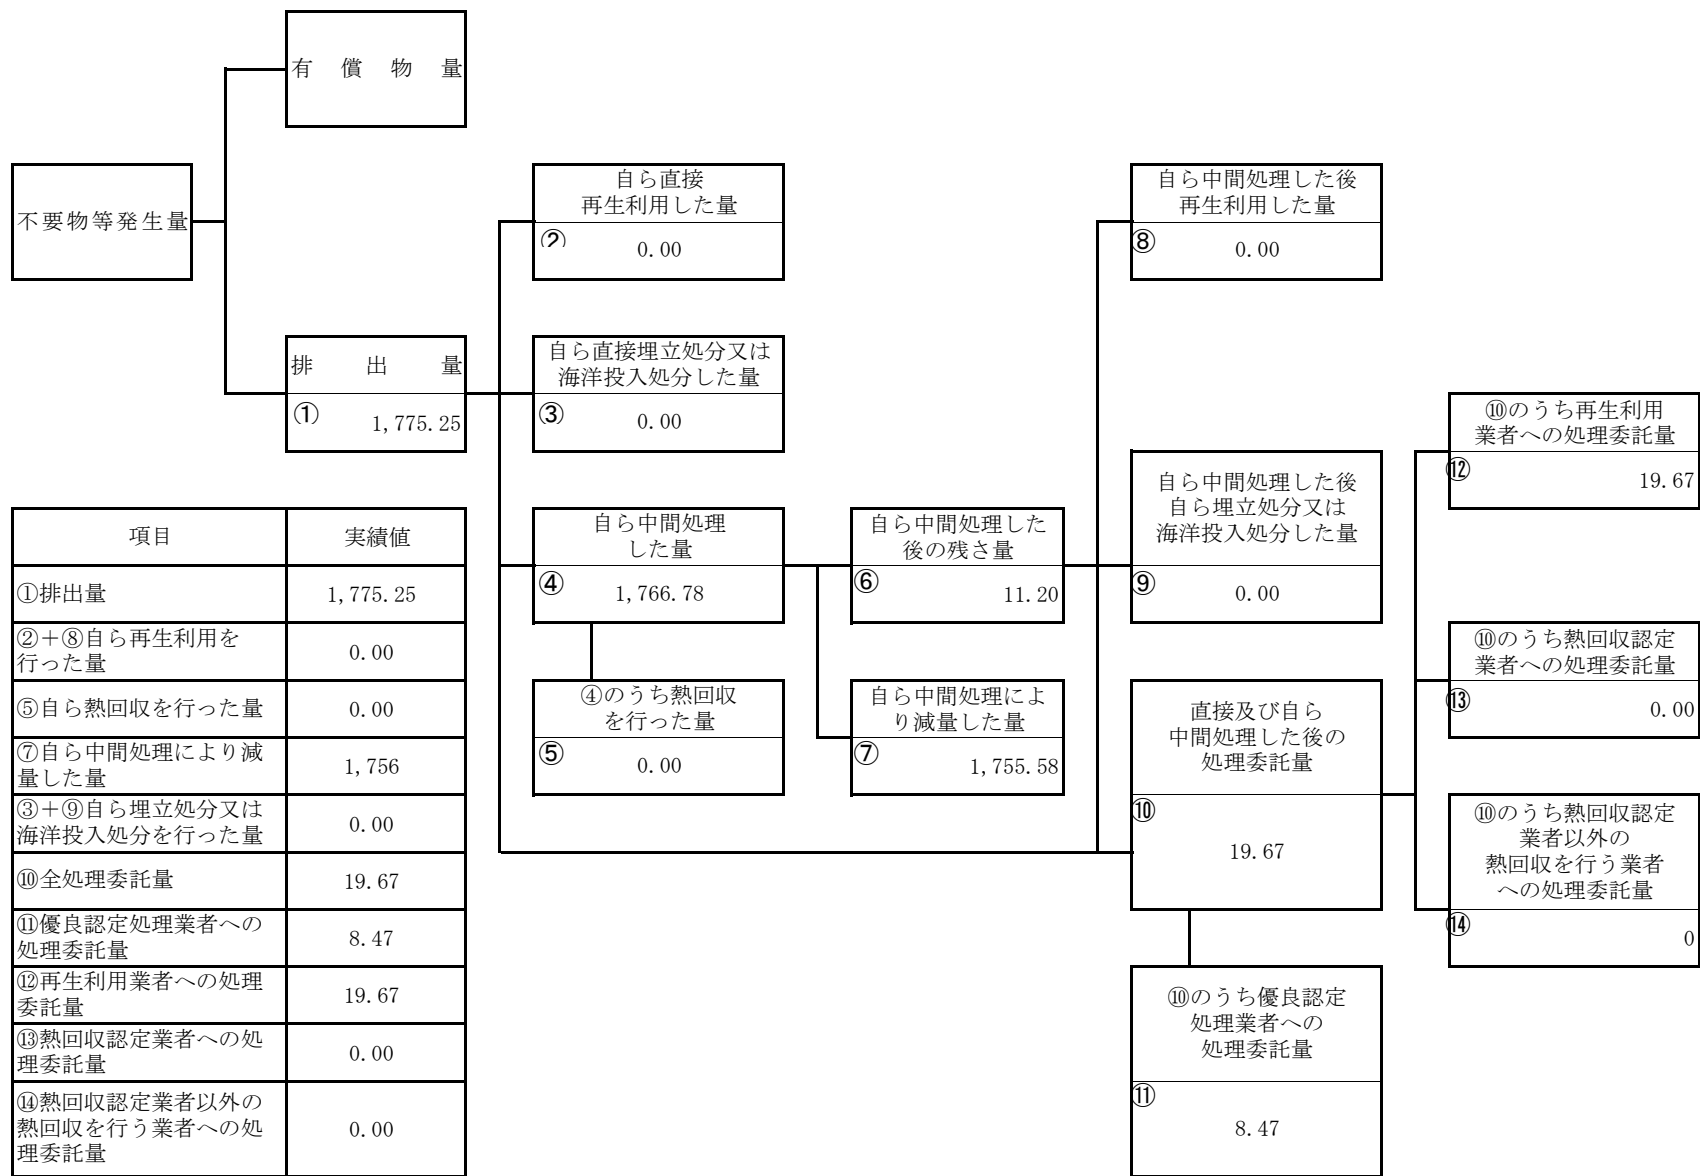 有償物量
不要物等発生量
排出量
① 1,775.25
自ら直接
再生利用した量
② 0.00
自ら直接埋立処分又は
海洋投入処分した量
③ 0.00
自ら中間処理
した量
④ 1,766.78
④のうち熱回収
を行った量
⑤ 0.00
自ら中間処理した
後の残さ量
⑥ 11.20
自ら中間処理によ
り減量した量
⑦ 1,755.58
自ら中間処理した後
再生利用した量
⑧ 0.00
自ら中間処理した後
自ら埋立処分又は
海洋投入処分した量
⑨ 0.00
直接及び自ら
中間処理した後の
処理委託量
⑩
19.67
⑩のうち優良認定
処理業者への
処理委託量
⑪
8.47
⑩のうち再生利用
業者への処理委託量
⑫ 19.67
⑩のうち熱回収認定
業者への処理委託量
⑬ 0.00
⑩のうち熱回収認定
業者以外の
熱回収を行う業者
への処理委託量
⑭ 0
項目 実績値
①排出量 1,775.25
②＋⑧自ら再生利用を
行った量 0.00
⑤自ら熱回収を行った量 0.00
⑦自ら中間処理により減
量した量 1,756
③＋⑨自ら埋立処分又は
海洋投入処分を行った量 0.00
⑩全処理委託量 19.67
⑪優良認定処理業者への
処理委託量 8.47
⑫再生利用業者への処理
委託量 19.67
⑬熱回収認定業者への処
理委託量 0.00
⑭熱回収認定業者以外の
熱回収を行う業者への処
理委託量 0.00